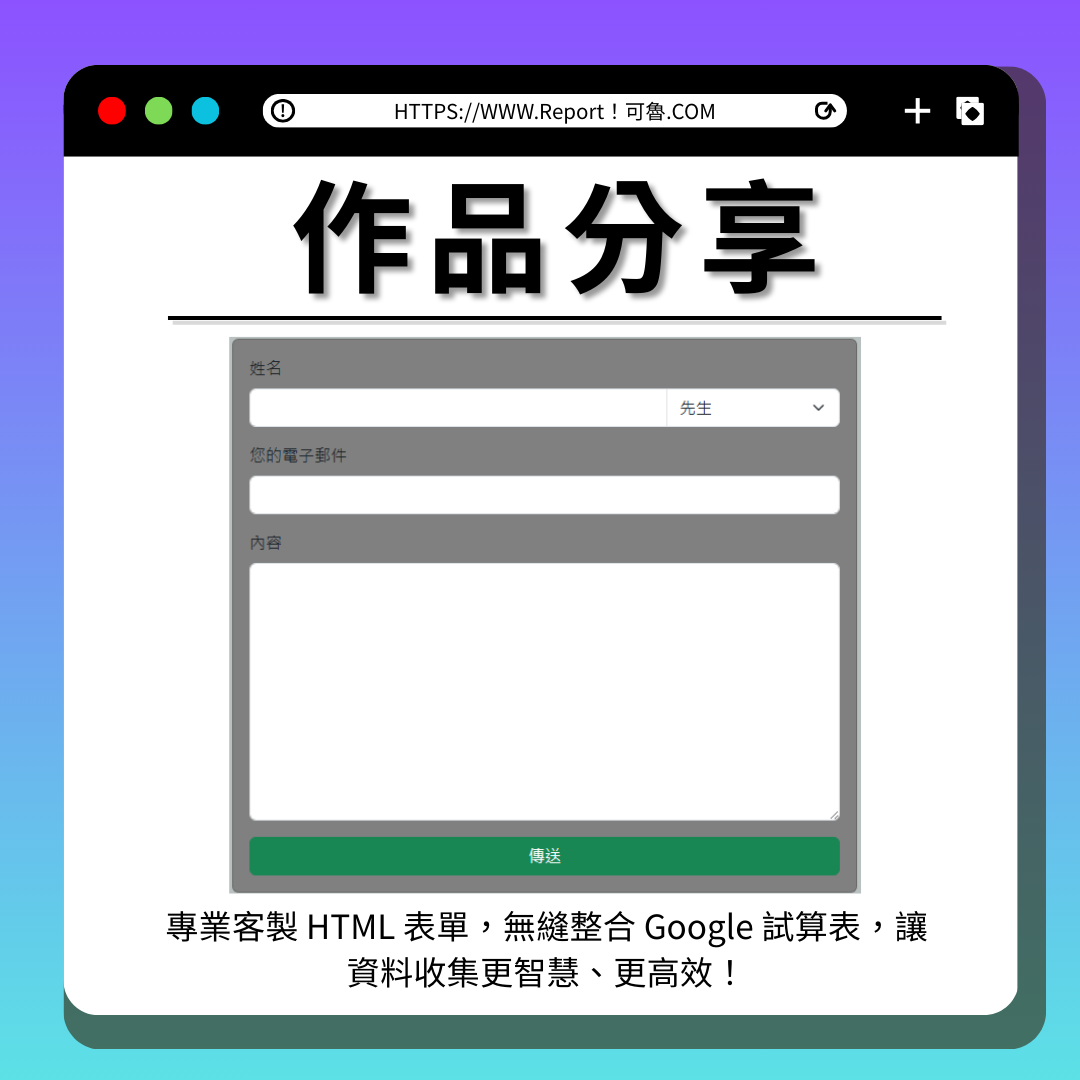 HTTPS://WWW.Report！可魯.COM
作品分享
姓名
先生
您的電子郵件
內容
傳送
專業客製 HTML 表單，無縫整合 Google 試算表，讓
資料收集更智慧、更高效！